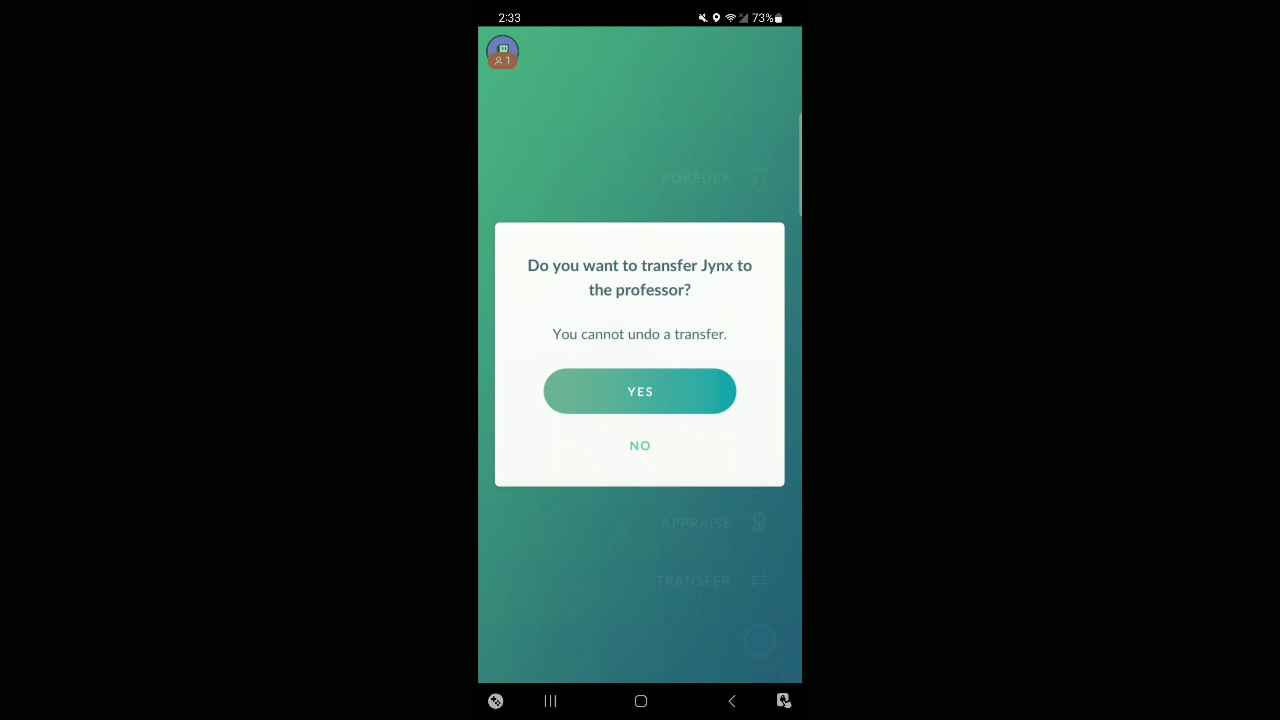 2:33
73%
1
POKÉDEX
Do you want to transfer Jynx to
the professor?
You cannot undo a transfer.
YES
NO
APPRAISE
TRANSFER